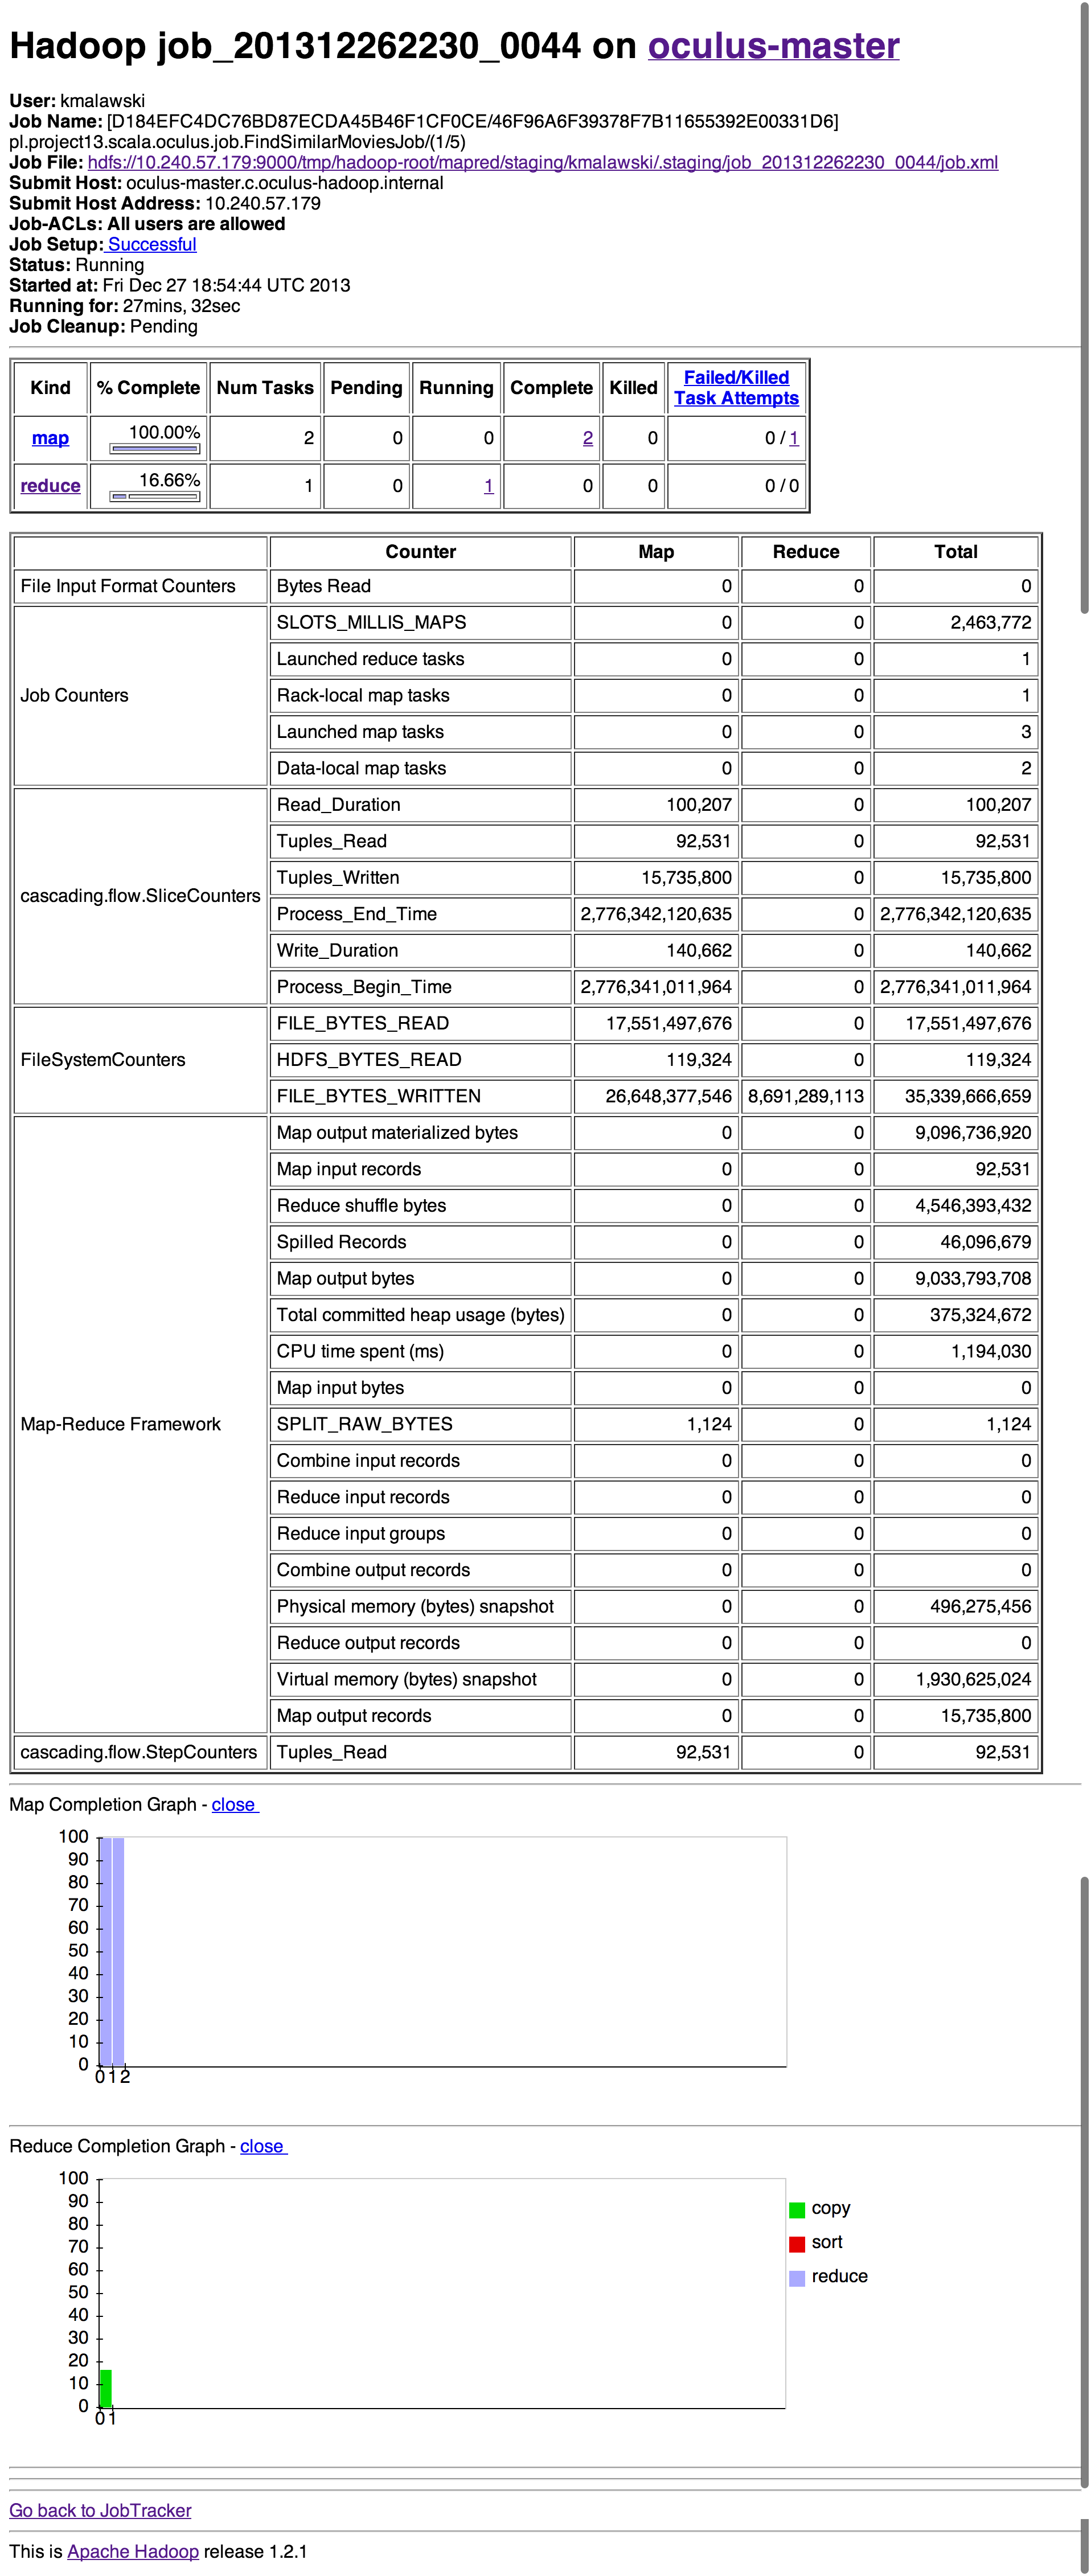 Hadoop job_201312262230_0044 on oculus-master
User: kmalawski
Job Name: [D184EFC4DC76BD87ECDA45B46F1CF0CE/46F96A6F39378F7B11655392E00331D6]
pl.project13.scala.oculus.job.FindSimilarMoviesJob/(1/5)
Job File: hdfs://10.240.57.179:9000/tmp/hadoop-root/mapred/staging/kmalawski/.staging/job_201312262230_0044/job.xml
Submit Host: oculus-master.c.oculus-hadoop.internal
Submit Host Address: 10.240.57.179
Job-ACLs: All users are allowed
Job Setup: Successful
Status: Running
Started at: Fri Dec 27 18:54:44 UTC 2013
Running for: 27mins, 32sec
Job Cleanup: Pending
Kind % Complete Num Tasks Pending Running Complete Killed Failed/Killed Task Attempts
map 100.00% 2 0 0 2 0 0 / 1
reduce 16.66% 1 0 1 0 0 0 / 0
Counter Map Reduce Total
File Input Format Counters Bytes Read 0 0 0
Job Counters SLOTS_MILLIS_MAPS 0 0 2,463,772
Launched reduce tasks 0 0 1
Rack-local map tasks 0 0 1
Launched map tasks 0 0 3
Data-local map tasks 0 0 2
cascading.flow.SliceCounters Read_Duration 100,207 0 100,207
Tuples_Read 92,531 0 92,531
Tuples_Written 15,735,800 0 15,735,800
Process_End_Time 2,776,342,120,635 0 2,776,342,120,635
Write_Duration 140,662 0 140,662
Process_Begin_Time 2,776,341,011,964 0 2,776,341,011,964
FileSystemCounters FILE_BYTES_READ 17,551,497,676 0 17,551,497,676
HDFS_BYTES_READ 119,324 0 119,324
FILE_BYTES_WRITTEN 26,648,377,546 8,691,289,113 35,339,666,659
Map-Reduce Framework Map output materialized bytes 0 0 9,096,736,920
Map input records 0 0 92,531
Reduce shuffle bytes 0 0 4,546,393,432
Spilled Records 0 0 46,096,679
Map output bytes 0 0 9,033,793,708
Total committed heap usage (bytes) 0 0 375,324,672
CPU time spent (ms) 0 0 1,194,030
Map input bytes 0 0 0
SPLIT_RAW_BYTES 1,124 0 1,124
Combine input records 0 0 0
Reduce input records 0 0 0
Reduce input groups 0 0 0
Combine output records 0 0 0
Physical memory (bytes) snapshot 0 0 496,275,456
Reduce output records 0 0 0
Virtual memory (bytes) snapshot 0 0 1,930,625,024
Map output records 0 0 15,735,800
cascading.flow.StepCounters Tuples_Read 92,531 0 92,531
Map Completion Graph - close
100
90
80
70
60
50
40
30
20
10
0
0 1 2
Reduce Completion Graph - close
100
90
80
70
60
50
40
30
20
10
0
0 1
copy
sort
reduce
Go back to JobTracker
This is Apache Hadoop release 1.2.1